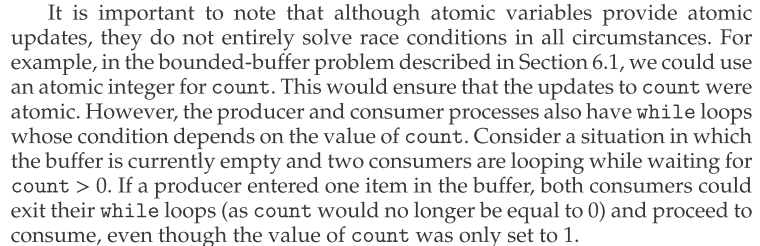 It is important to note that although atomic variables provide atomic
updates, they do not entirely solve race conditions in all circumstances. For
example, in the bounded-buffer problem described in Section 6.1, we could use
an atomic integer for count. This would ensure that the updates to count were
atomic. However, the producer and consumer processes also have while loops
whose condition depends on the value of count. Consider a situation in which
the buffer is currently empty and two consumers are looping while waiting for
count > 0. If a producer entered one item in the buffer, both consumers could
exit their while loops (as count would no longer be equal to 0) and proceed to
consume, even though the value of count was only set to 1.